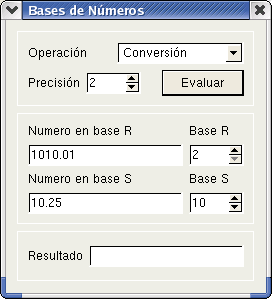 Bases de Números
Operación Conversión
Precisión 2 Evaluar
Numero en base R Base R
1010.01 2
Numero en base S Base S
10.25 10
Resultado